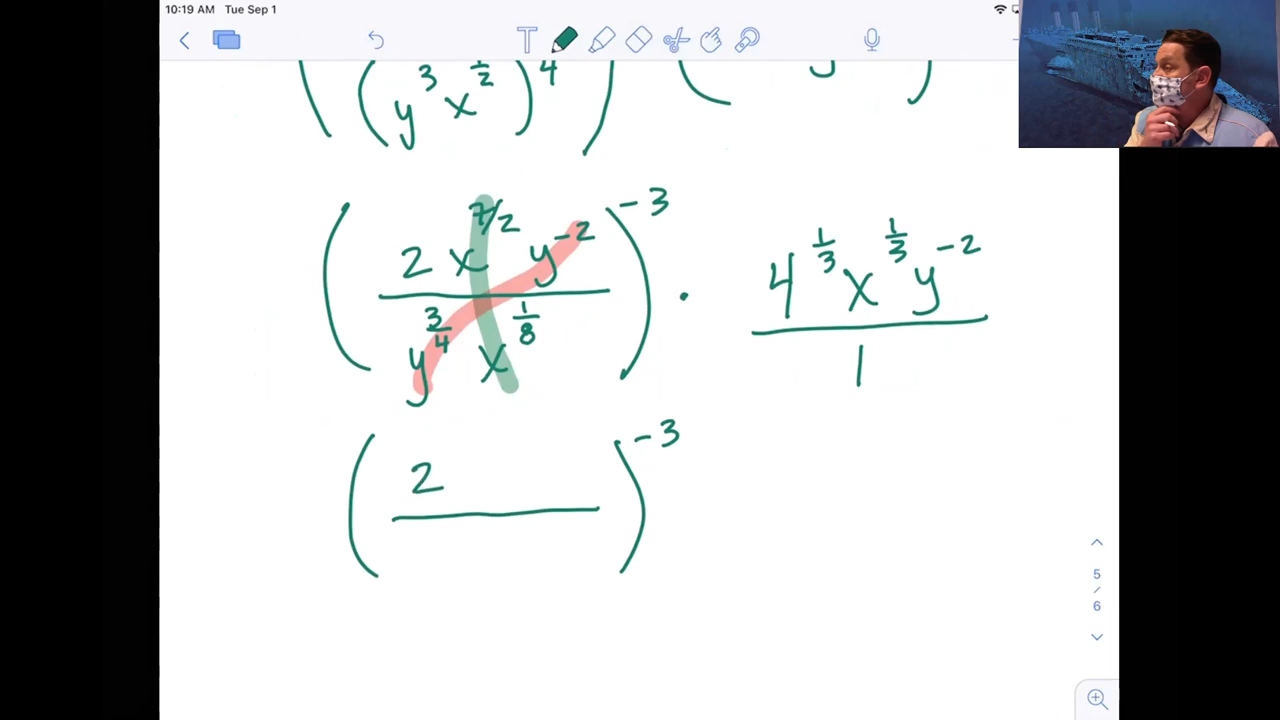 10:19 AM Tue Sep 1
T
(y^3 x^{1/2})^4
y
(2 x^{7/2} y^{-2} / y^{3/4} x^{1/8})^{-3} · 4^{1/3} x^{1/3} y^{-2} / 1
(2 / )^{-3}
5
/
6